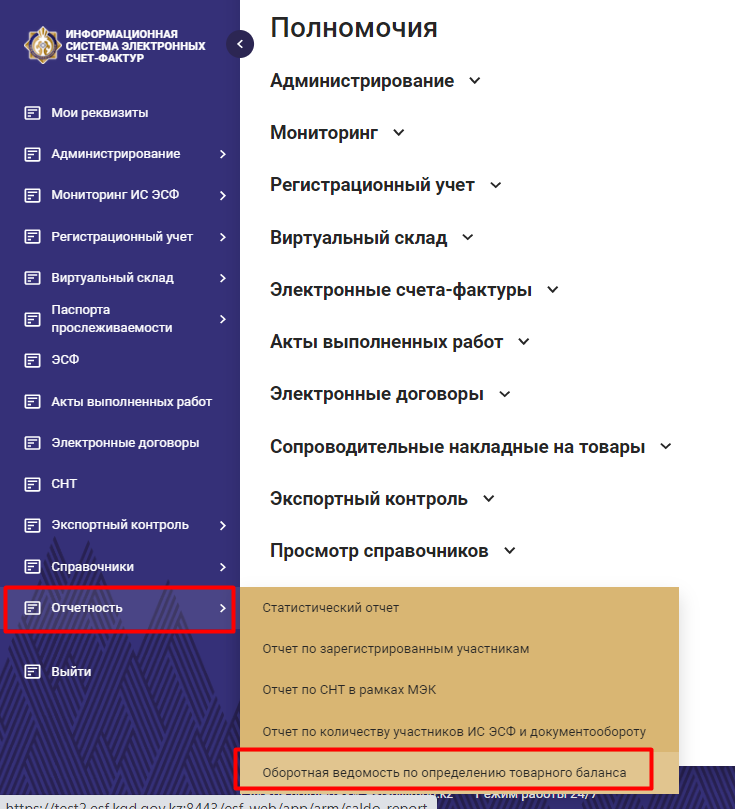 ИНФОРМАЦИОННАЯ
СИСТЕМА ЭЛЕКТРОННЫХ
СЧЕТ-ФАКТУР
Мои реквизиты
Администрирование
Мониторинг ИС ЭСФ
Регистрационный учет
Виртуальный склад
Паспорта
прослеживаемости
ЭСФ
Акты выполненных работ
Электронные договоры
СНТ
Экспортный контроль
Справочники
Отчетность
Выйти
Полномочия
Администрирование
Мониторинг
Регистрационный учет
Виртуальный склад
Электронные счета-фактуры
Акты выполненных работ
Электронные договоры
Сопроводительные накладные на товары
Экспортный контроль
Просмотр справочников
Статистический отчет
Отчет по зарегистрированным участникам
Отчет по СНТ в рамках МЭК
Отчет по количеству участников ИС ЭСФ и документообороту
Оборотная ведомость по определению товарного баланса
Режим работы 24/7
https://test2.esf.kgd.gov.kz:8443/esf_web/app/arm/saldo_report